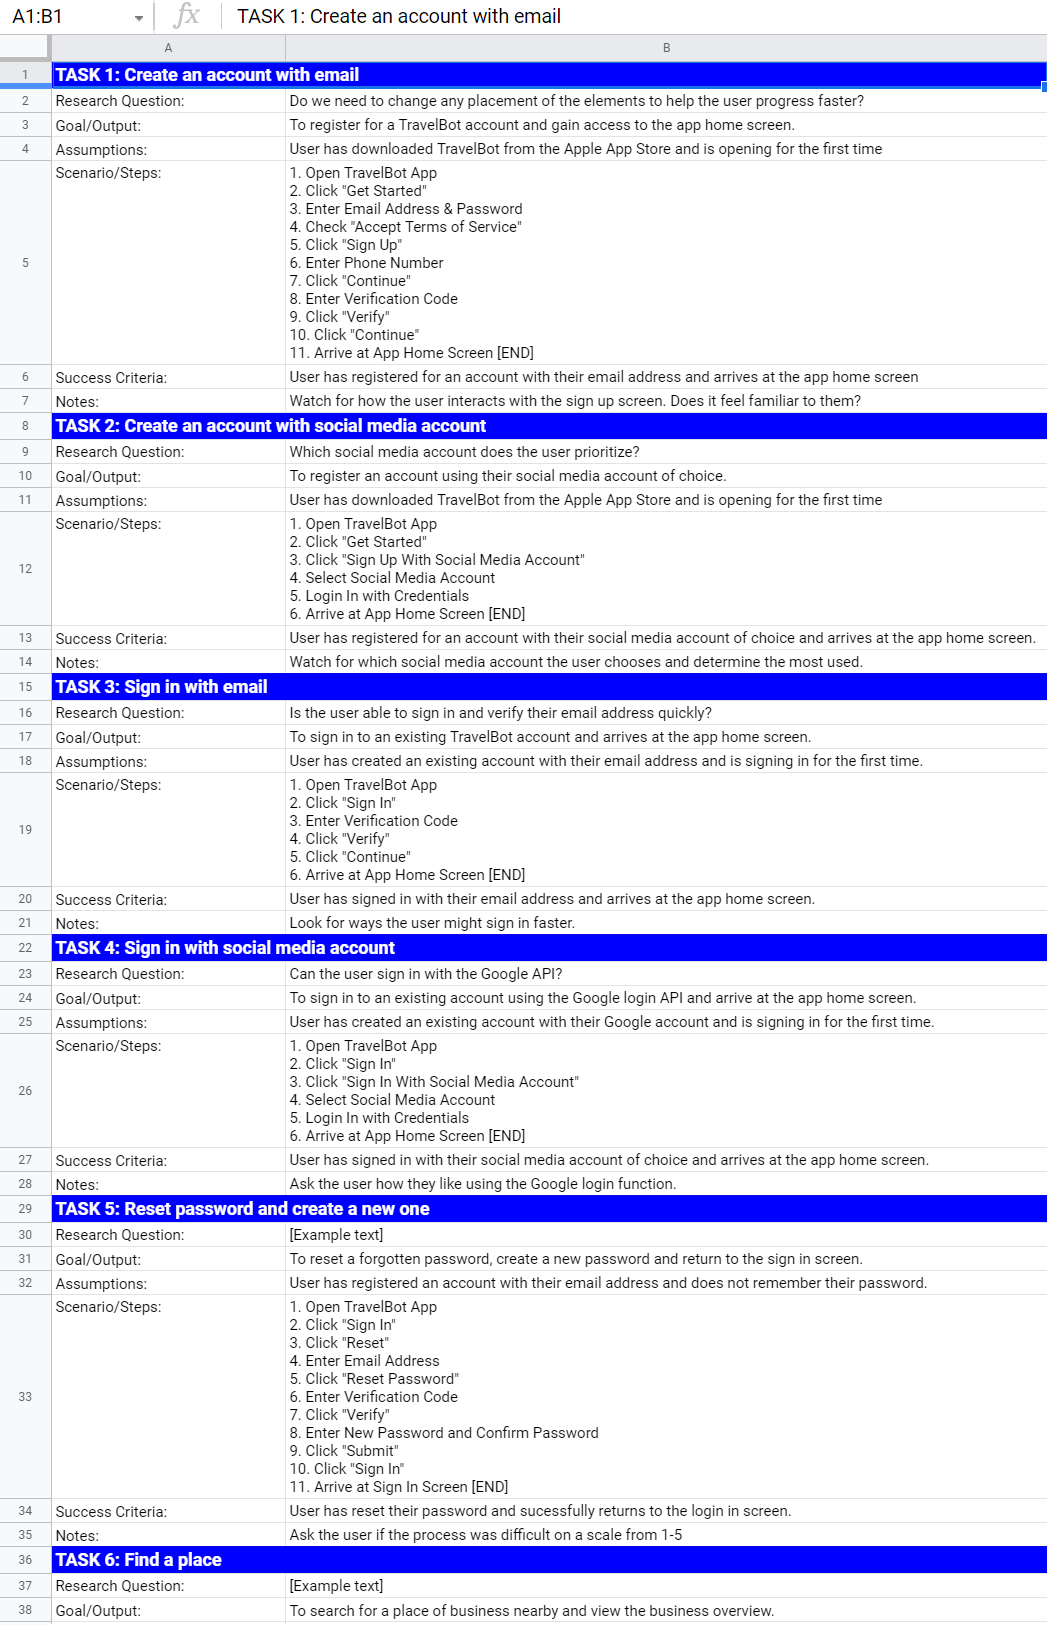 A1:B1 fx TASK 1: Create an account with email
A B
1 TASK 1: Create an account with email
2 Research Question: Do we need to change any placement of the elements to help the user progress faster?
3 Goal/Output: To register for a TravelBot account and gain access to the app home screen.
4 Assumptions: User has downloaded TravelBot from the Apple App Store and is opening for the first time
5 Scenario/Steps: 1. Open TravelBot App
2. Click "Get Started"
3. Enter Email Address & Password
4. Check "Accept Terms of Service"
5. Click "Sign Up"
6. Enter Phone Number
7. Click "Continue"
8. Enter Verification Code
9. Click "Verify"
10. Click "Continue"
11. Arrive at App Home Screen [END]
6 Success Criteria: User has registered for an account with their email address and arrives at the app home screen
7 Notes: Watch for how the user interacts with the sign up screen. Does it feel familiar to them?
8 TASK 2: Create an account with social media account
9 Research Question: Which social media account does the user prioritize?
10 Goal/Output: To register an account using their social media account of choice.
11 Assumptions: User has downloaded TravelBot from the Apple App Store and is opening for the first time
12 Scenario/Steps: 1. Open TravelBot App
2. Click "Get Started"
3. Click "Sign Up With Social Media Account"
4. Select Social Media Account
5. Login In with Credentials
6. Arrive at App Home Screen [END]
13 Success Criteria: User has registered for an account with their social media account of choice and arrives at the app home screen.
14 Notes: Watch for which social media account the user chooses and determine the most used.
15 TASK 3: Sign in with email
16 Research Question: Is the user able to sign in and verify their email address quickly?
17 Goal/Output: To sign in to an existing TravelBot account and arrives at the app home screen.
18 Assumptions: User has created an existing account with their email address and is signing in for the first time.
19 Scenario/Steps: 1. Open TravelBot App
2. Click "Sign In"
3. Enter Verification Code
4. Click "Verify"
5. Click "Continue"
6. Arrive at App Home Screen [END]
20 Success Criteria: User has signed in with their email address and arrives at the app home screen.
21 Notes: Look for ways the user might sign in faster.
22 TASK 4: Sign in with social media account
23 Research Question: Can the user sign in with the Google API?
24 Goal/Output: To sign in to an existing account using the Google login API and arrive at the app home screen.
25 Assumptions: User has created an existing account with their Google account and is signing in for the first time.
26 Scenario/Steps: 1. Open TravelBot App
2. Click "Sign In"
3. Click "Sign In With Social Media Account"
4. Select Social Media Account
5. Login In with Credentials
6. Arrive at App Home Screen [END]
27 Success Criteria: User has signed in with their social media account of choice and arrives at the app home screen.
28 Notes: Ask the user how they like using the Google login function.
29 TASK 5: Reset password and create a new one
30 Research Question: [Example text]
31 Goal/Output: To reset a forgotten password, create a new password and return to the sign in screen.
32 Assumptions: User has registered an account with their email address and does not remember their password.
33 Scenario/Steps: 1. Open TravelBot App
2. Click "Sign In"
3. Click "Reset"
4. Enter Email Address
5. Click "Reset Password"
6. Enter Verification Code
7. Click "Verify"
8. Enter New Password and Confirm Password
9. Click "Submit"
10. Click "Sign In"
11. Arrive at Sign In Screen [END]
34 Success Criteria: User has reset their password and sucessfully returns to the login in screen.
35 Notes: Ask the user if the process was difficult on a scale from 1-5
36 TASK 6: Find a place
37 Research Question: [Example text]
38 Goal/Output: To search for a place of business nearby and view the business overview.